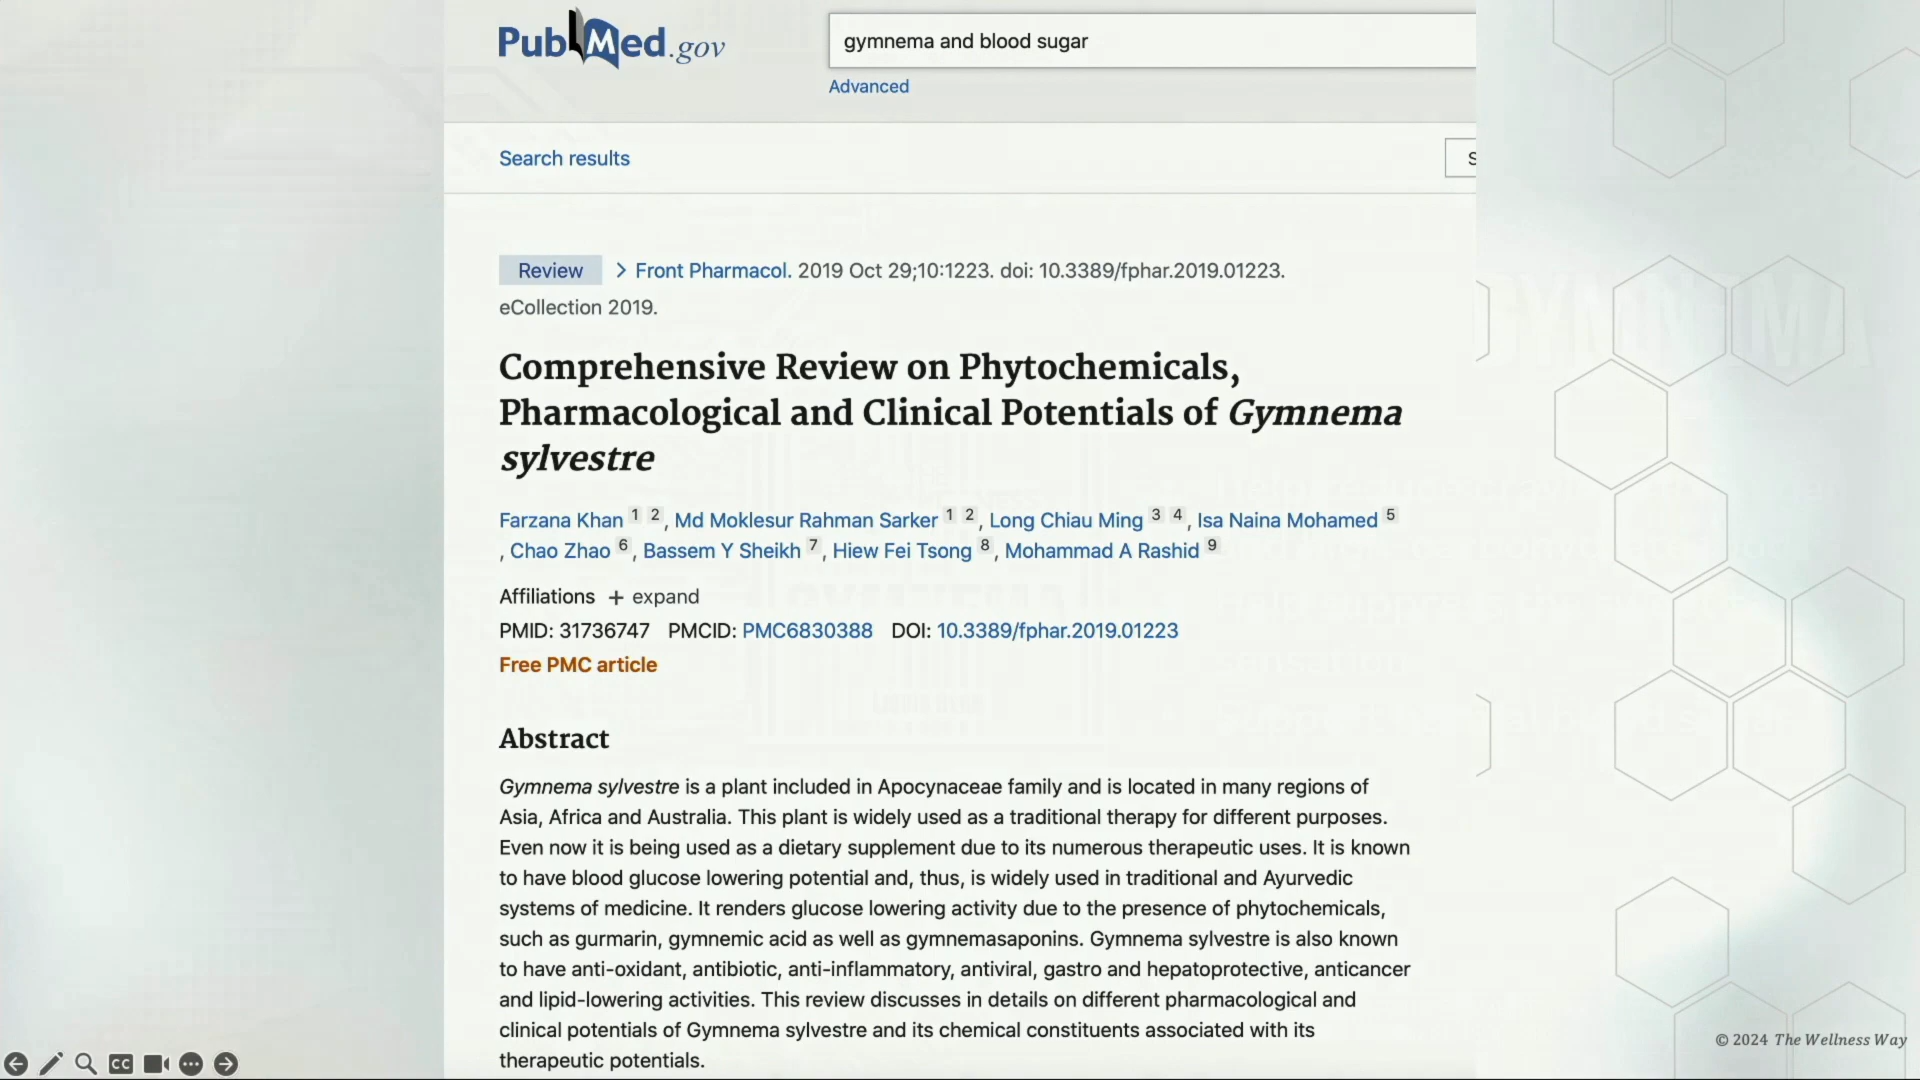 PubMed.gov
gymnema and blood sugar
Advanced
Search results
S
Review > Front Pharmacol. 2019 Oct 29;10:1223. doi: 10.3389/fphar.2019.01223.
eCollection 2019.
GYMNEMA
Comprehensive Review on Phytochemicals,
Pharmacological and Clinical Potentials of Gymnema
sylvestre
Farzana Khan 1 2, Md Moklesur Rahman Sarker 1 2, Long Chiau Ming 3 4, Isa Naina Mohamed 5
, Chao Zhao 6, Bassem Y Sheikh 7, Hiew Fei Tsong 8, Mohammad A Rashid 9
Affiliations + expand
PMID: 31736747 PMCID: PMC6830388 DOI: 10.3389/fphar.2019.01223
Free PMC article
Abstract
Gymnema sylvestre is a plant included in Apocynaceae family and is located in many regions of
Asia, Africa and Australia. This plant is widely used as a traditional therapy for different purposes.
Even now it is being used as a dietary supplement due to its numerous therapeutic uses. It is known
to have blood glucose lowering potential and, thus, is widely used in traditional and Ayurvedic
systems of medicine. It renders glucose lowering activity due to the presence of phytochemicals,
such as gurmarin, gymnemic acid as well as gymnemasaponins. Gymnema sylvestre is also known
to have anti-oxidant, antibiotic, anti-inflammatory, antiviral, gastro and hepatoprotective, anticancer
and lipid-lowering activities. This review discusses in details on different pharmacological and
clinical potentials of Gymnema sylvestre and its chemical constituents associated with its
therapeutic potentials.
© 2024 The Wellness Way
CC